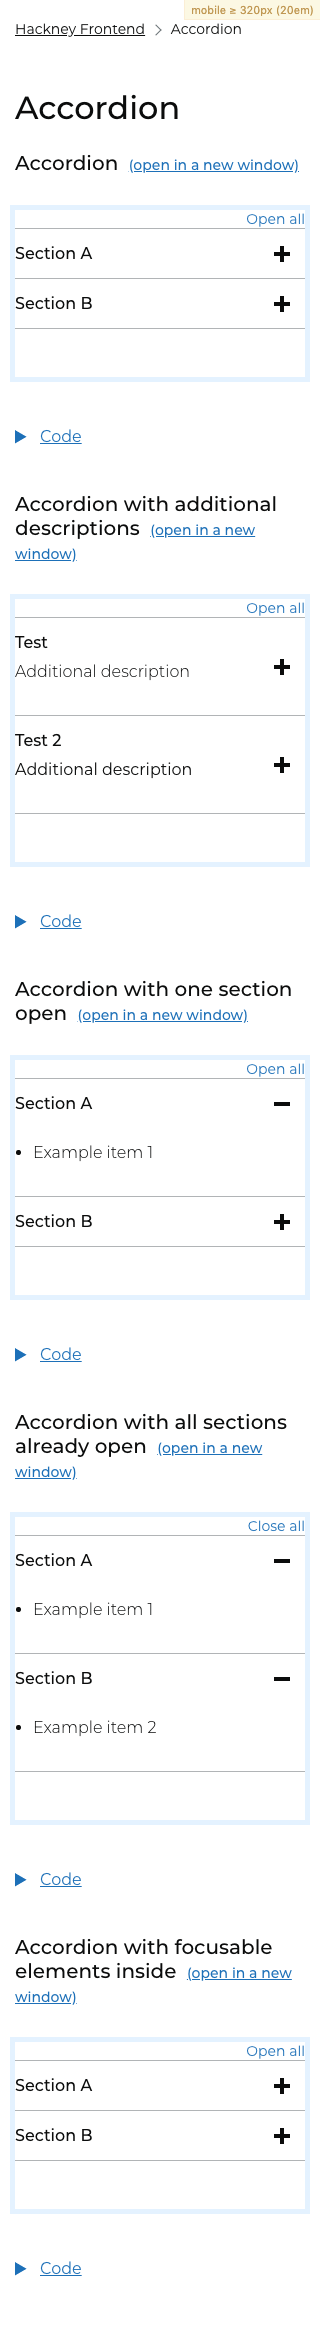 mobile ≥ 320px (20em)
Hackney Frontend > Accordion
Accordion
Accordion (open in a new window)
Open all
Section A
Section B
Code
Accordion with additional
descriptions (open in a new
window)
Open all
Test
Additional description
Test 2
Additional description
Code
Accordion with one section
open (open in a new window)
Open all
Section A
• Example item 1
Section B
Code
Accordion with all sections
already open (open in a new
window)
Close all
Section A
• Example item 1
Section B
• Example item 2
Code
Accordion with focusable
elements inside (open in a new
window)
Open all
Section A
Section B
Code